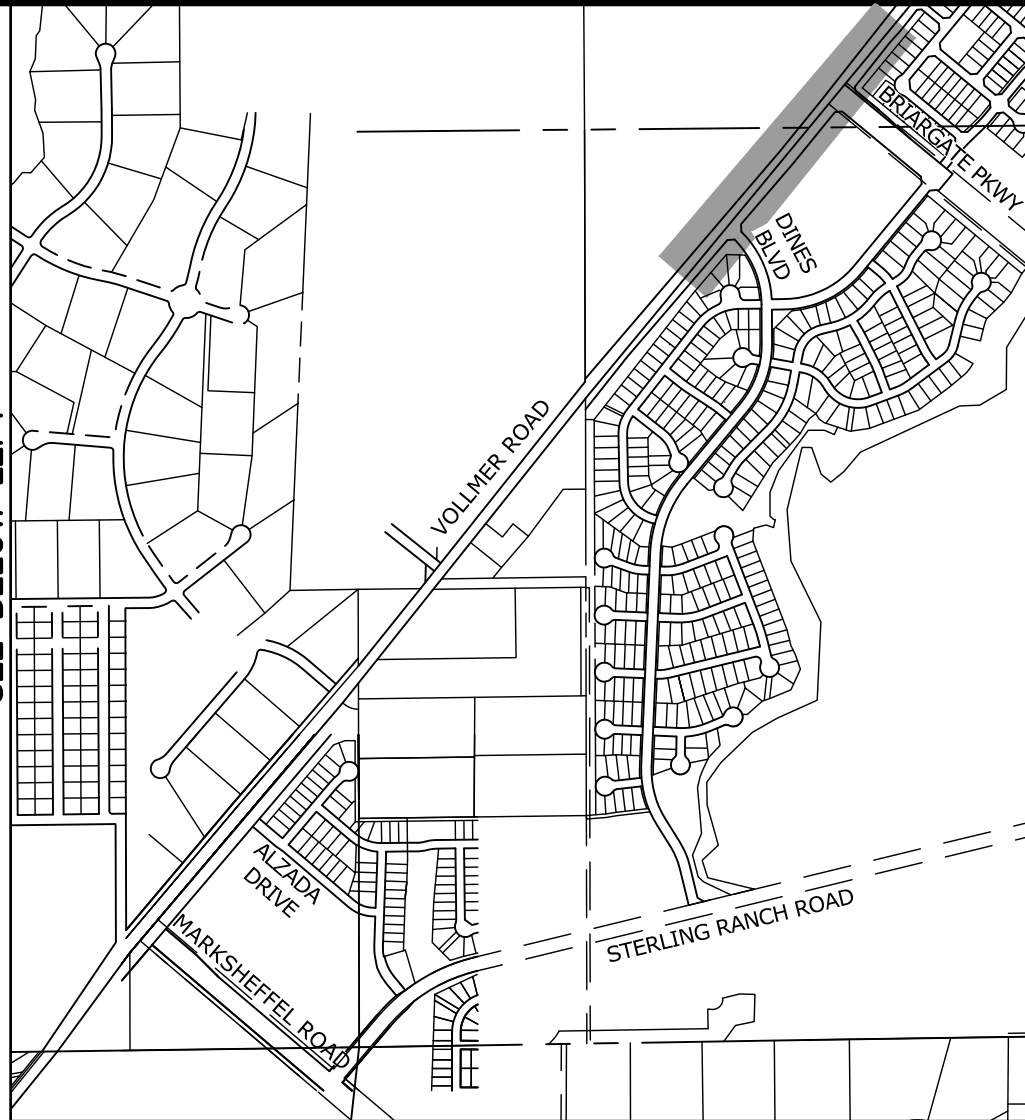 BRIARGATE PKWY
DINES
BLVD
VOLLMER ROAD
ALZADA
DRIVE
STERLING RANCH ROAD
MARKSHEFFEL ROAD